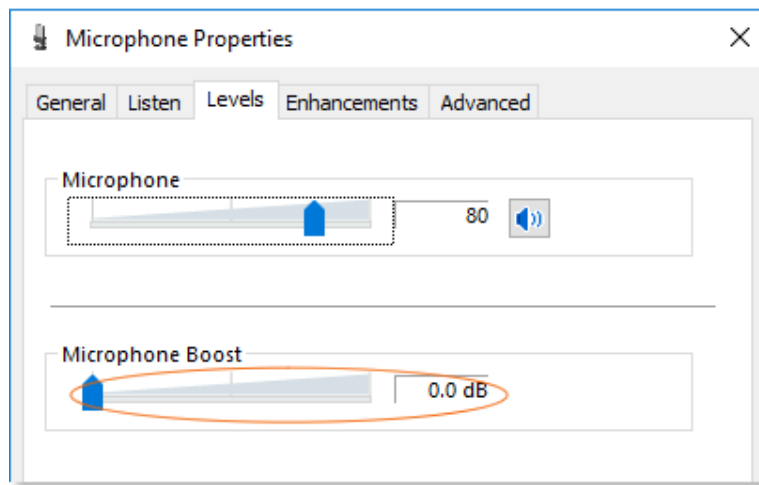 Microphone Properties
General Listen Levels Enhancements Advanced
Microphone
80
Microphone Boost
0.0 dB